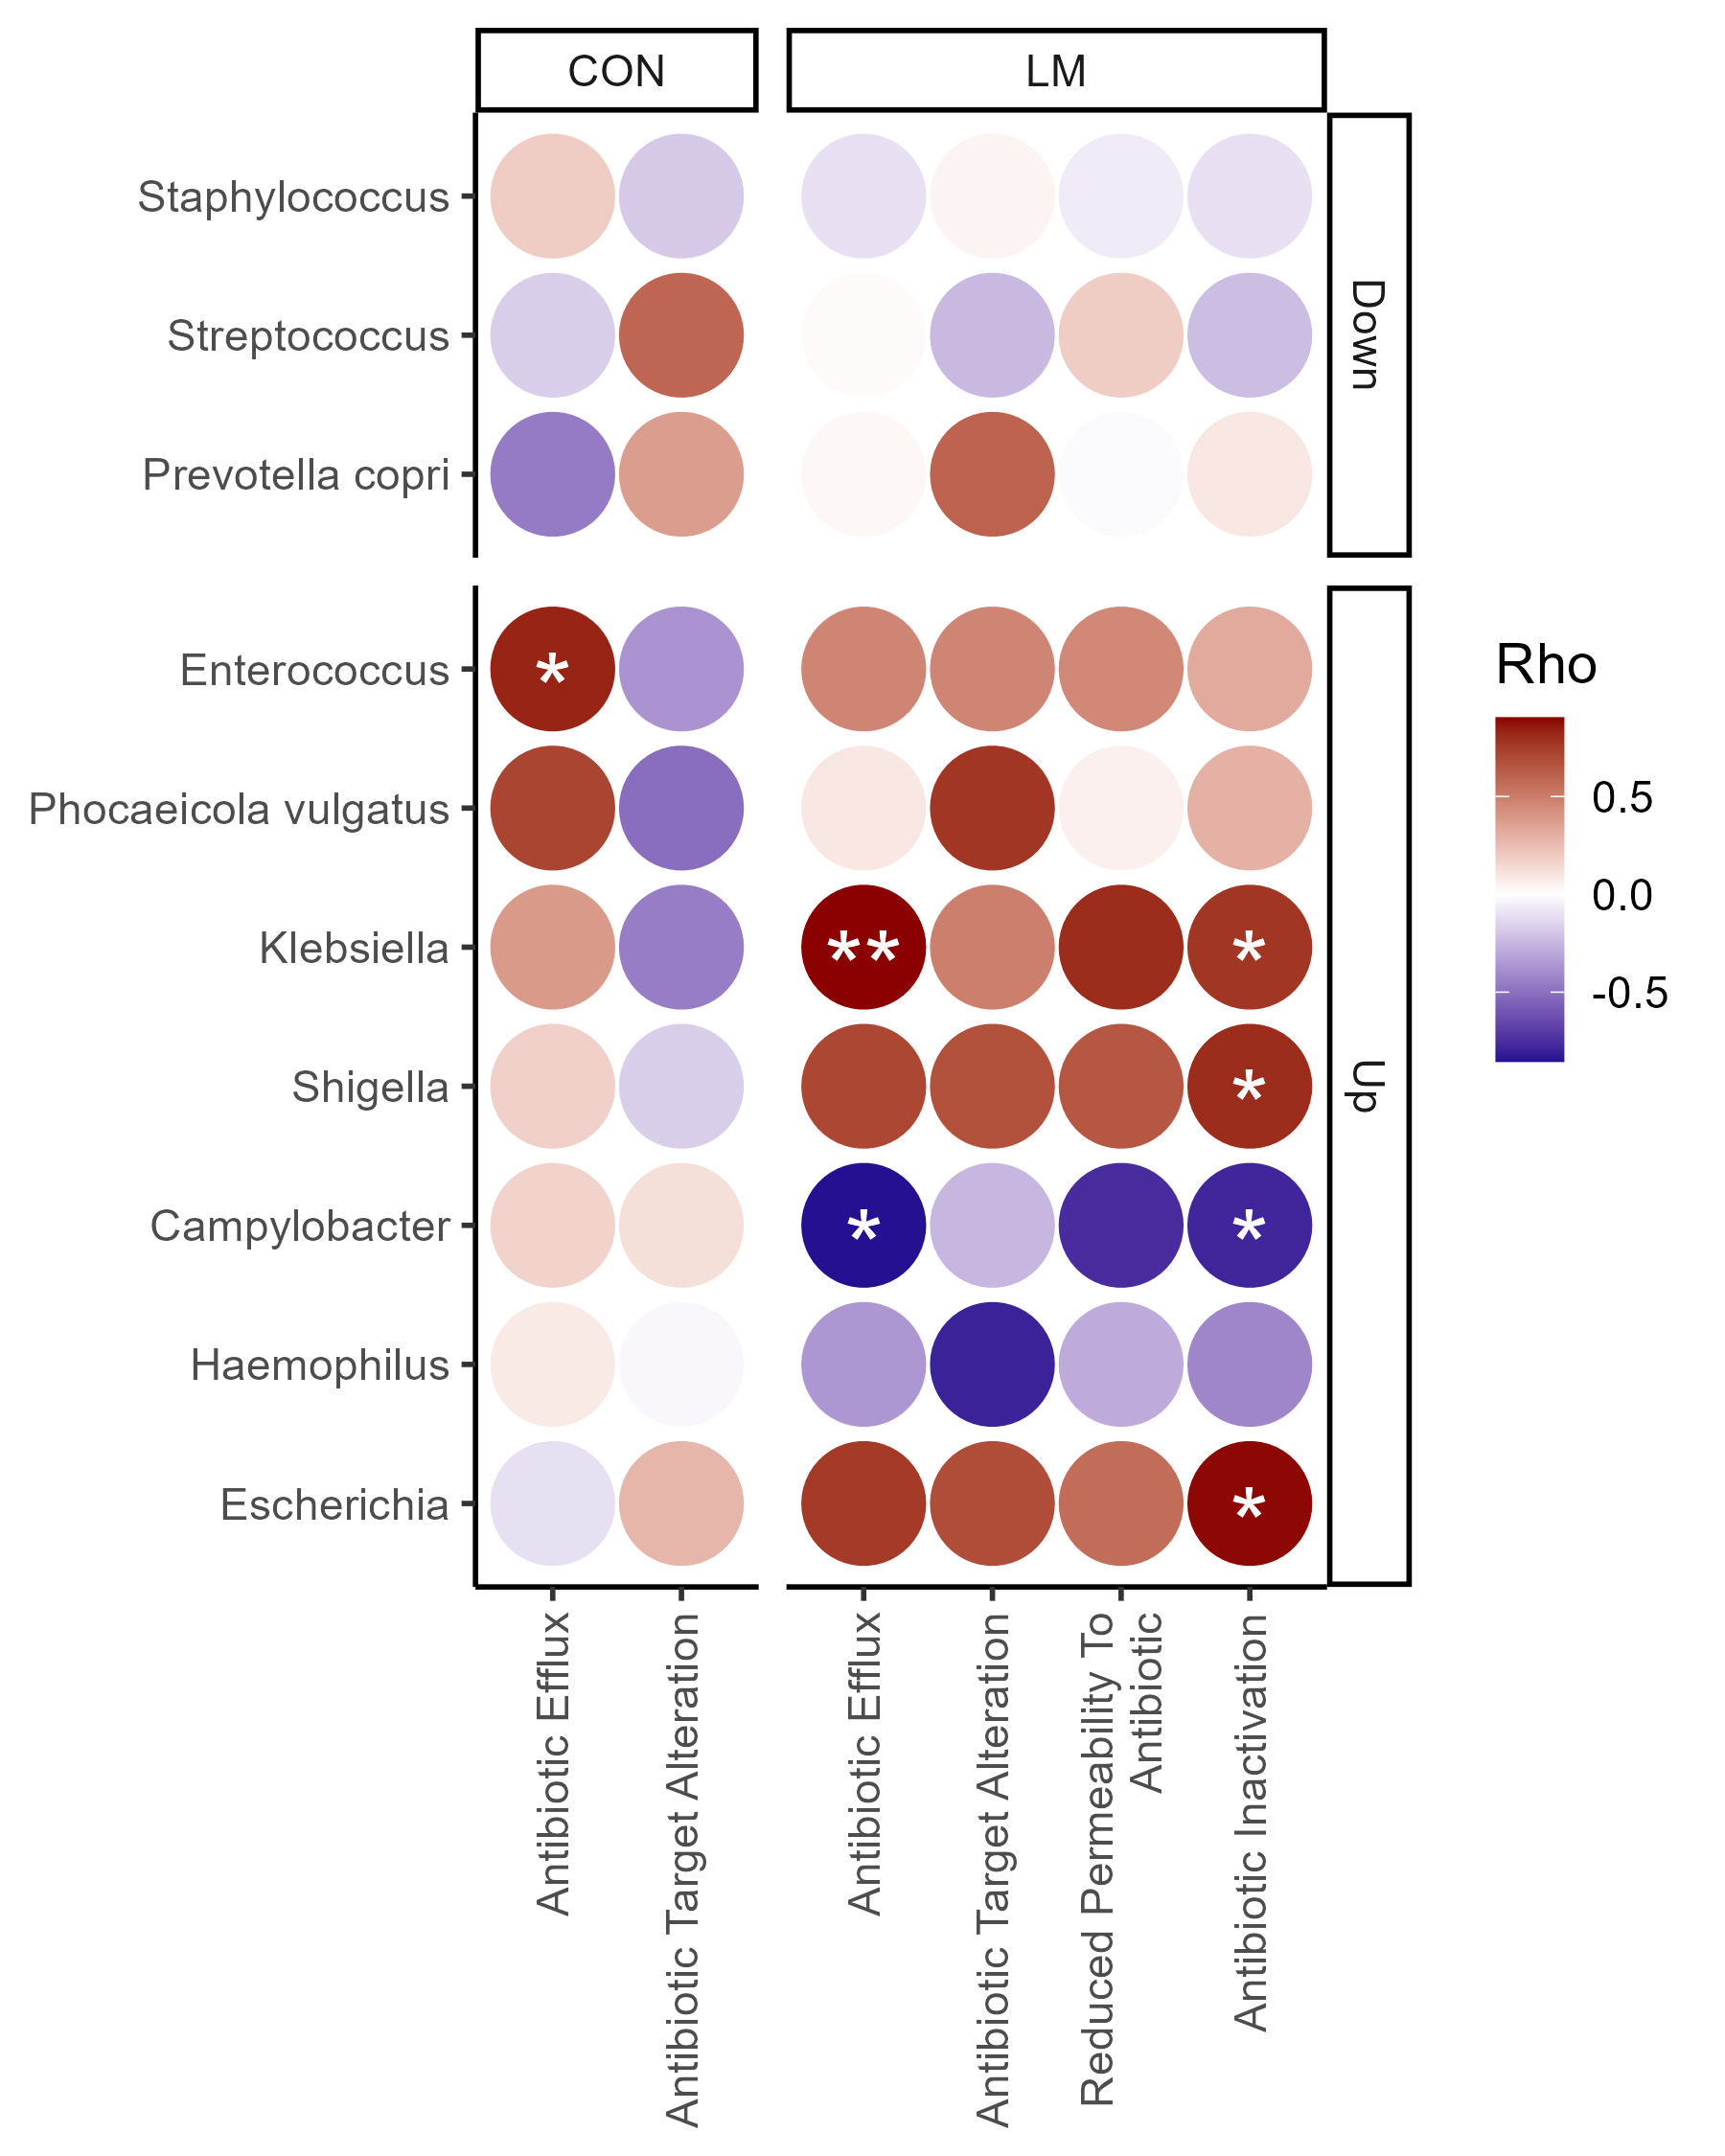 CON
LM
Staphylococcus
Streptococcus
Prevotella copri
Down
Enterococcus
*
Phocaeicola vulgatus
Klebsiella
**
*
Shigella
*
Campylobacter
*
*
Haemophilus
Escherichia
*
Up
Rho
0.5
0.0
-0.5
Antibiotic Efflux
Antibiotic Target Alteration
Antibiotic Efflux
Antibiotic Target Alteration
Reduced Permeability To
Antibiotic
Antibiotic Inactivation